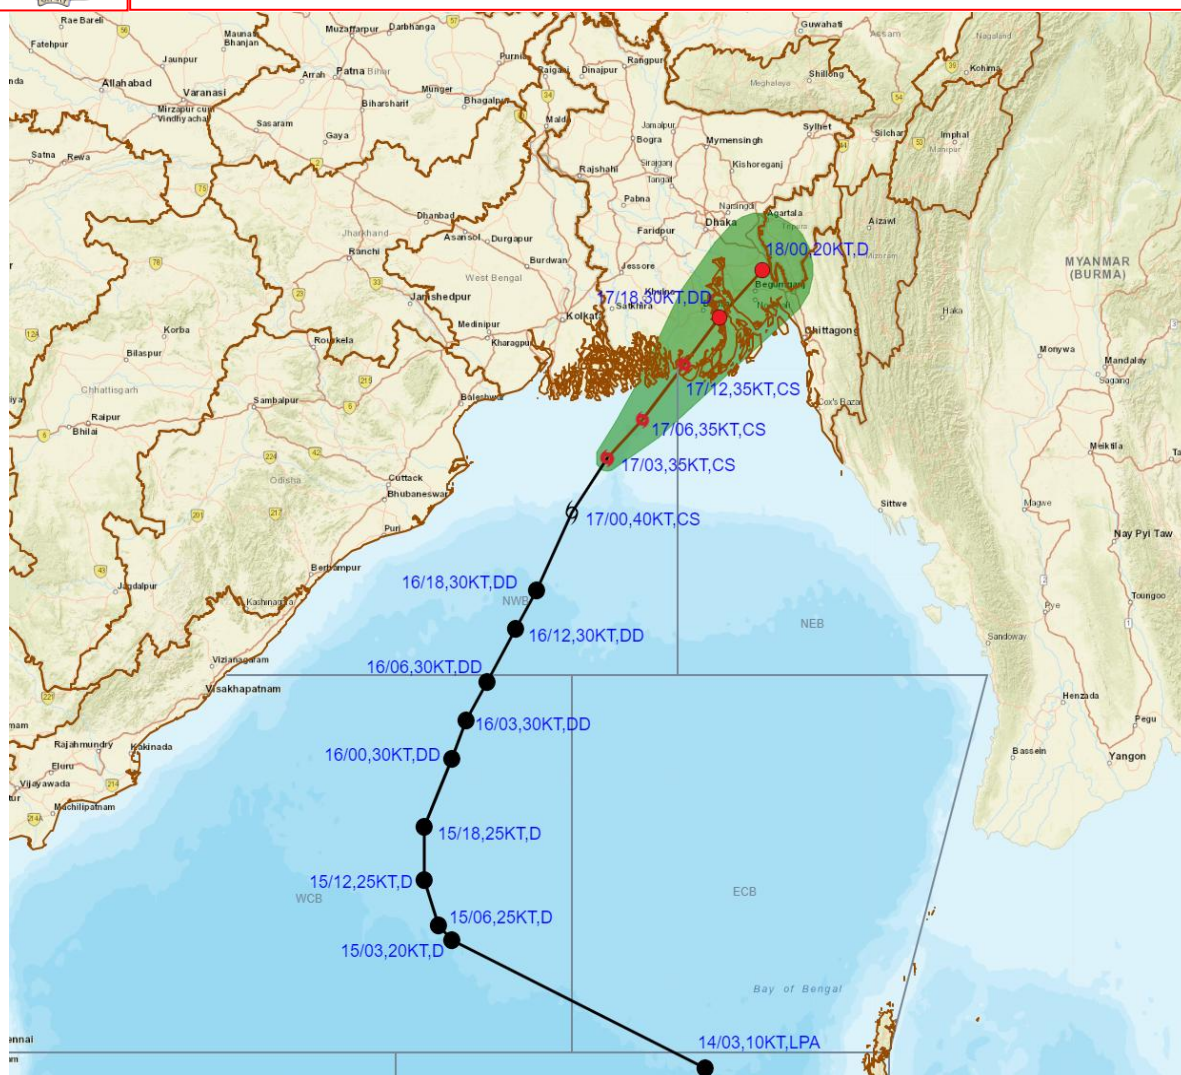 Rae Bareli
Fatehpur
Jaunpur
Allahabad
Varanasi
Mirzapur cum
Vindhyachal
Maunat
Bhanjan
Muzaffarpur
Darbhanga
Arrah
Patna
Bihar
Biharsharif
Munger
Bhagalpur
Sasaram
Gaya
Satna
Rewa
Purnia
Raiganj
Dinajpur
Rangpur
Malda
Guwahati
Assam
Nagaland
Kohima
Meghalaya
Shillong
Jamalpur
Bogra
Mymensingh
Sylhet
Silchar
Imphal
Manipur
Rajshahi
Sirajganj
Tangail
Kishoreganj
Pabna
Narsingdi
Agartala
Tripura
Dhaka
Faridpur
Aizawl
Mizoram
Jharkhand
Ranchi
Dhanbad
Asansol
Durgapur
Burdwan
Jessore
West Bengal
Jamshedpur
Khulna
Satkhira
Kolkata
Medinipur
Kharagpur
Chittagong
Cox's Bazar
MYANMAR
(BURMA)
Haka
Monywa
Mandalay
Sagang
Korba
Bilaspur
Chhattisgarh
Raipur
Bhilai
Rourkela
Sambalpur
Baleshwar
Odisha
Cuttack
Bhubaneswar
Puri
Berhampur
Jagdalpur
Meiktila
Magwe
Sittwe
Nay Pyi Taw
Toungoo
Pye
Sandoway
Henzada
Pegu
Bassein
Yangon
Vizianagaram
Visakhapatnam
Rajahmundry
Kakinada
Eluru
Vijayawada
Machilipatnam
18/00,20KT,D
17/18,30KT,DD
17/12,35KT,CS
17/06,35KT,CS
17/03,35KT,CS
17/00,40KT,CS
16/18,30KT,DD
NWB
16/12,30KT,DD
NEB
16/06,30KT,DD
16/03,30KT,DD
16/00,30KT,DD
15/18,25KT,D
15/12,25KT,D
WCB
ECB
15/06,25KT,D
15/03,20KT,D
Bay of Bengal
14/03,10KT,LPA